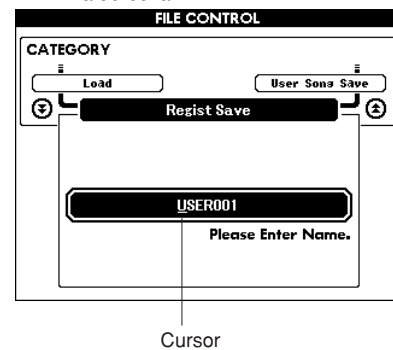 FILE CONTROL
CATEGORY
Load
User Song Save
Regist Save
USER001
Please Enter Name.
Cursor